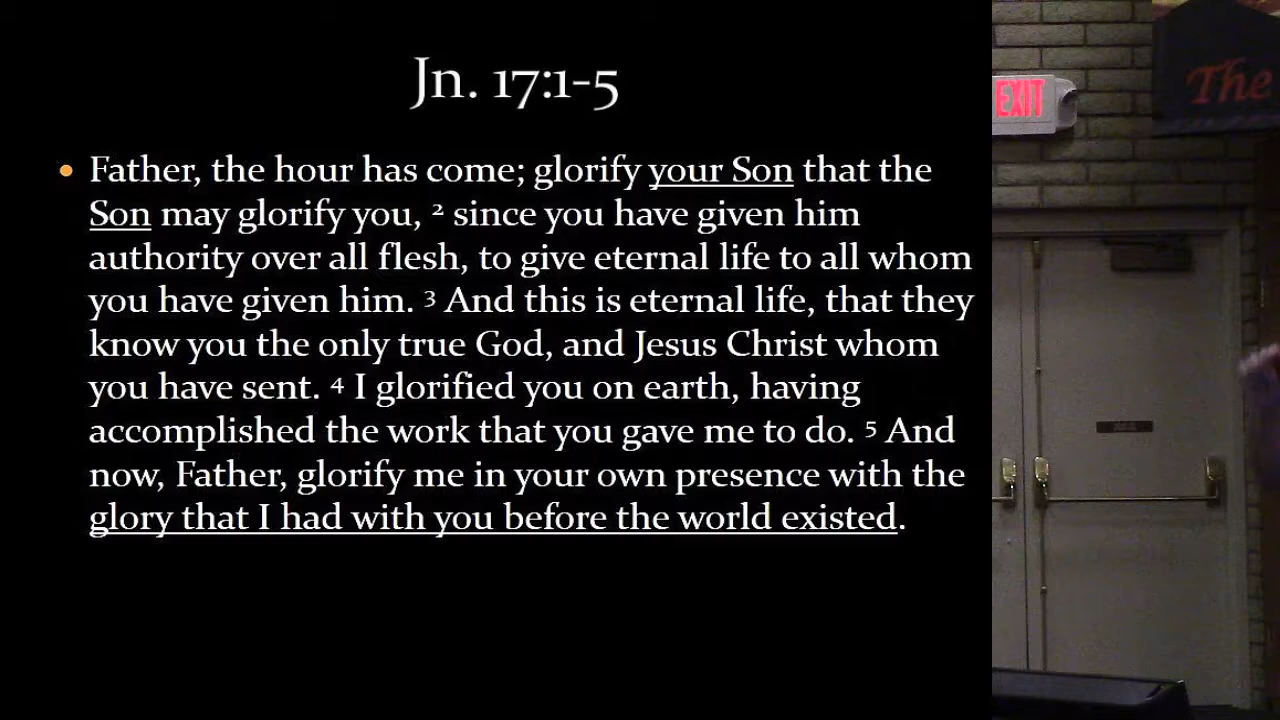 Jn. 17:1-5
• Father, the hour has come; glorify your Son that the
Son may glorify you, ² since you have given him
authority over all flesh, to give eternal life to all whom
you have given him. ³ And this is eternal life, that they
know you the only true God, and Jesus Christ whom
you have sent. ⁴ I glorified you on earth, having
accomplished the work that you gave me to do. ⁵ And
now, Father, glorify me in your own presence with the
glory that I had with you before the world existed.
EXIT
The